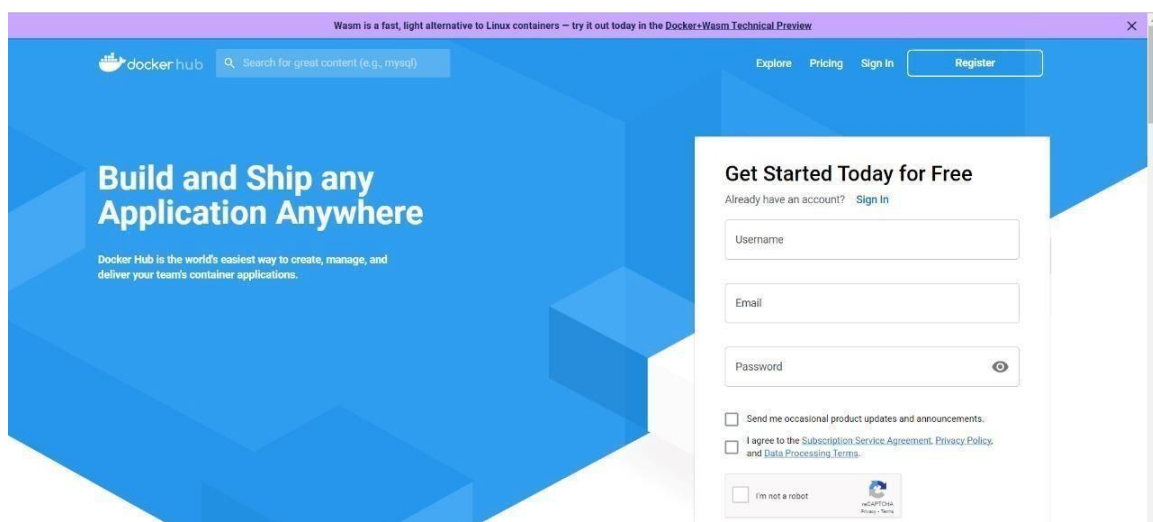 Wasm is a fast, light alternative to Linux containers — try it out today in the Docker+Wasm Technical Preview
docker hub
Search for great content (e.g., mysql)
Explore
Pricing
Sign In
Register
Build and Ship any
Application Anywhere
Docker Hub is the world's easiest way to create, manage, and
deliver your team's container applications.
Get Started Today for Free
Already have an account? Sign In
Username
Email
Password
Send me occasional product updates and announcements.
I agree to the Subscription Service Agreement, Privacy Policy,
and Data Processing Terms.
I'm not a robot
reCAPTCHA
Privacy - Terms